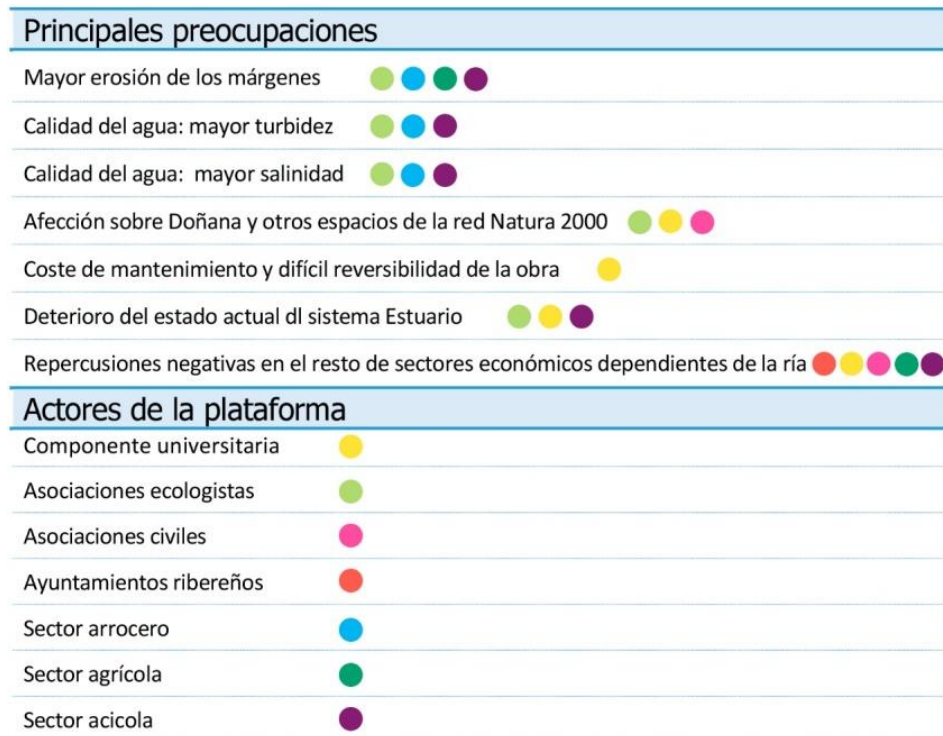 Principales preocupaciones
Mayor erosión de los márgenes
Calidad del agua: mayor turbidez
Calidad del agua: mayor salinidad
Afección sobre Doñana y otros espacios de la red Natura 2000
Coste de mantenimiento y difícil reversibilidad de la obra
Deterioro del estado actual dl sistema Estuario
Repercusiones negativas en el resto de sectores económicos dependientes de la ría
Actores de la plataforma
Componente universitaria
Asociaciones ecologistas
Asociaciones civiles
Ayuntamientos ribereños
Sector arrocero
Sector agrícola
Sector acicola